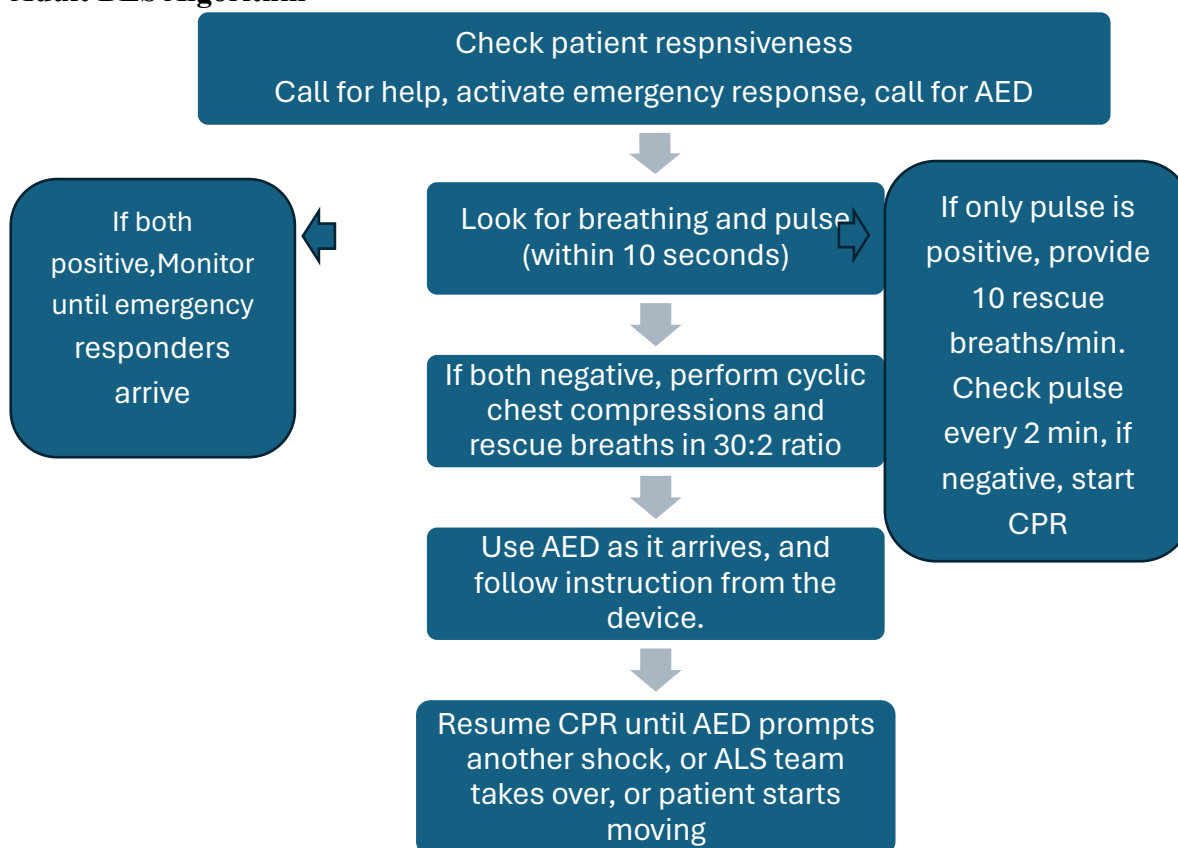 Adult BLS Algorithm
Check patient respnsiveness
Call for help, activate emergency response, call for AED
If both
positive,Monitor
until emergency
responders
arrive
Look for breathing and pulse
(within 10 seconds)
If only pulse is
positive, provide
10 rescue
breaths/min.
Check pulse
every 2 min, if
negative, start
CPR
If both negative, perform cyclic
chest compressions and
rescue breaths in 30:2 ratio
Use AED as it arrives, and
follow instruction from the
device.
Resume CPR until AED prompts
another shock, or ALS team
takes over, or patient starts
moving